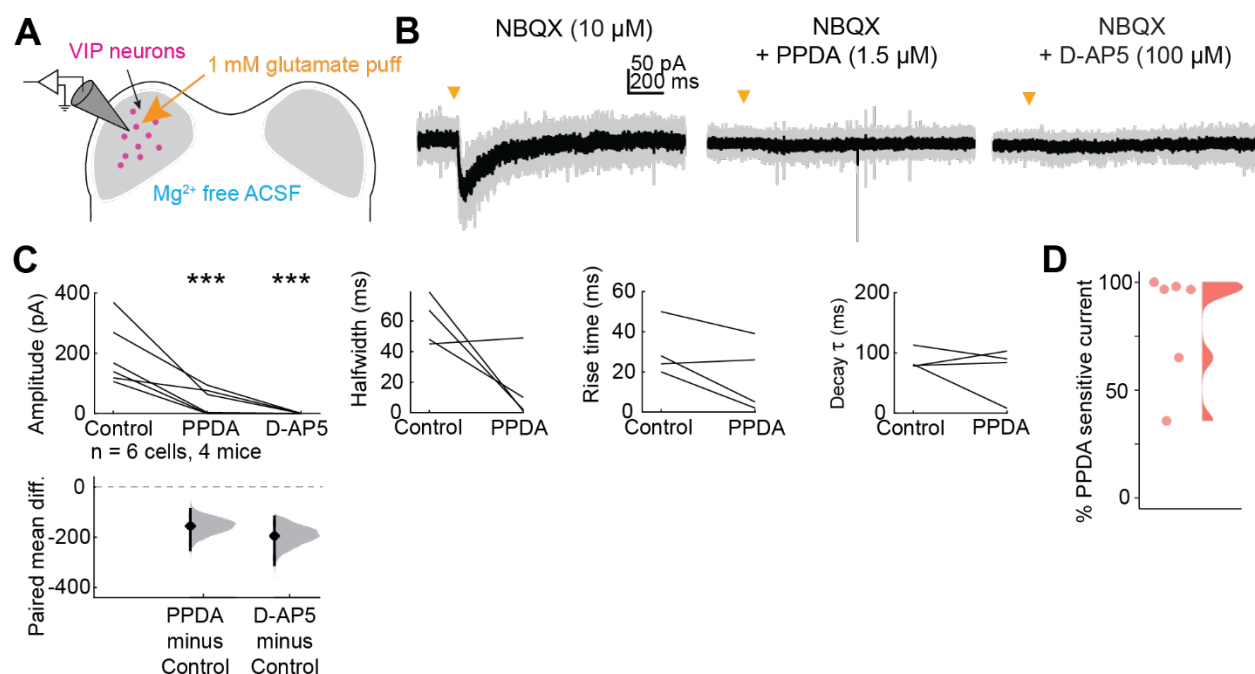 A
VIP neurons
1 mM glutamate puff
Mg²⁺ free ACSF
B
NBQX (10 µM)
50 pA
200 ms
NBQX
+ PPDA (1.5 µM)
NBQX
+ D-AP5 (100 µM)
C
*** ***
Amplitude (pA)
400
200
0
Control PPDA D-AP5
n = 6 cells, 4 mice
Halfwidth (ms)
60
40
20
0
Control PPDA
Rise time (ms)
60
40
20
0
Control PPDA
Decay τ (ms)
200
100
0
Control PPDA
Paired mean diff.
0
-200
-400
PPDA
minus
Control
D-AP5
minus
Control
D
% PPDA sensitive current
100
50
0